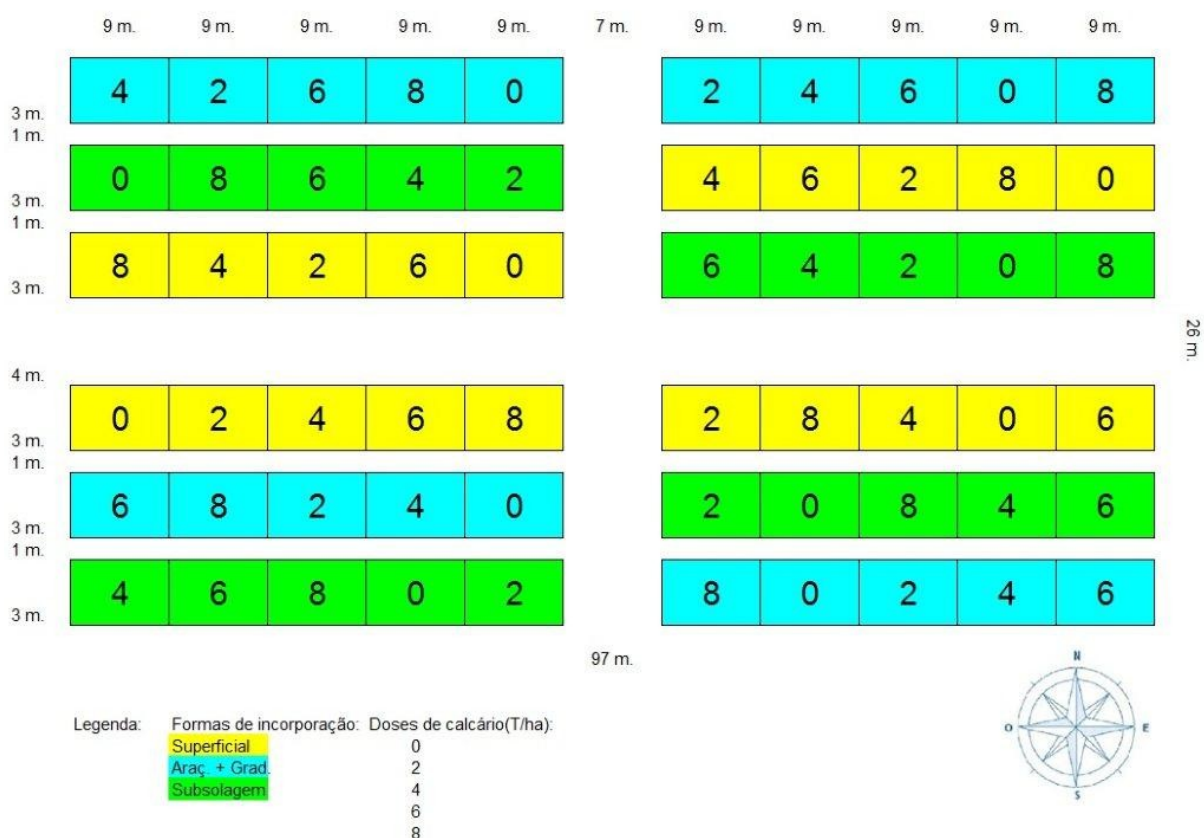 9 m. 9 m. 9 m. 9 m. 9 m. 7 m. 9 m. 9 m. 9 m. 9 m. 9 m.
4 2 6 8 0 2 4 6 0 8
3 m.
1 m.
0 8 6 4 2 4 6 2 8 0
3 m.
1 m.
8 4 2 6 0 6 4 2 0 8
3 m.
26 m.
4 m.
0 2 4 6 8 2 8 4 0 6
3 m.
1 m.
6 8 2 4 0 2 0 8 4 6
3 m.
1 m.
4 6 8 0 2 8 0 2 4 6
3 m.
97 m.
N
O E
S
Legenda: Formas de incorporação: Doses de calcário(T/ha):
Superficial 0
Araç. + Grad. 2
Subsolagem 4
6
8